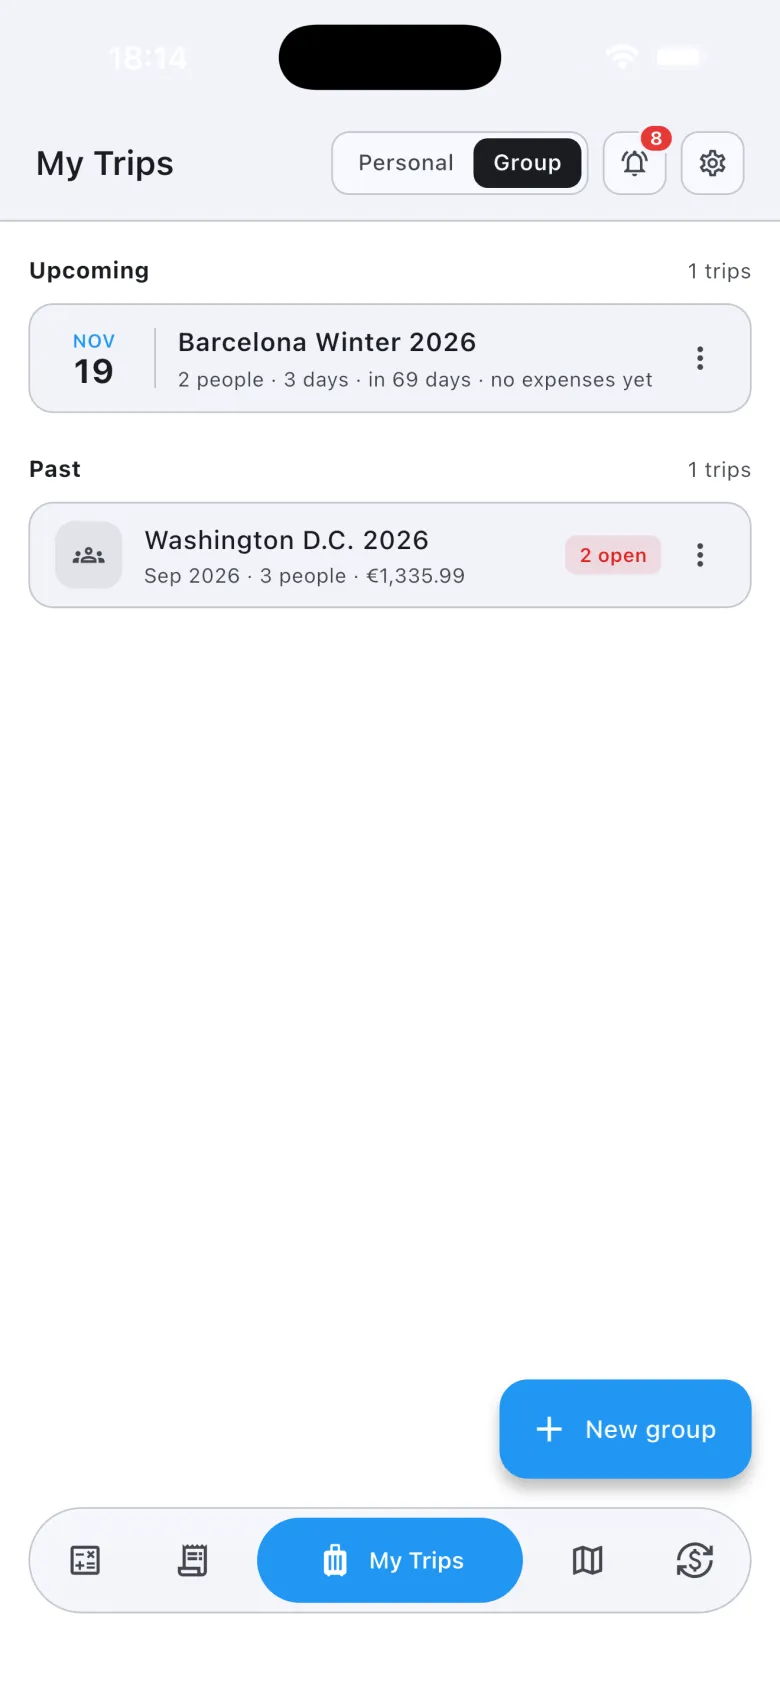 18:14
My Trips
Personal
Group
8
Upcoming
1 trips
NOV
19
Barcelona Winter 2026
2 people · 3 days · in 69 days · no expenses yet
Past
1 trips
Washington D.C. 2026
Sep 2026 · 3 people · €1,335.99
2 open
New group
My Trips